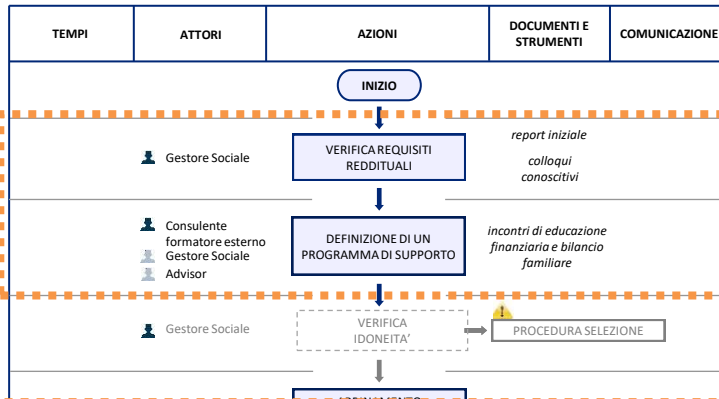 TEMPI
ATTORI
AZIONI
DOCUMENTI E
STRUMENTI
COMUNICAZIONE
INIZIO
Gestore Sociale
VERIFICA REQUISITI
REDDITUALI
report iniziale
colloqui
conoscitivi
Consulente
formatore esterno
Gestore Sociale
Advisor
DEFINIZIONE DI UN
PROGRAMMA DI SUPPORTO
incontri di educazione
finanziaria e bilancio
familiare
Gestore Sociale
VERIFICA
IDONEITA'
PROCEDURA SELEZIONE